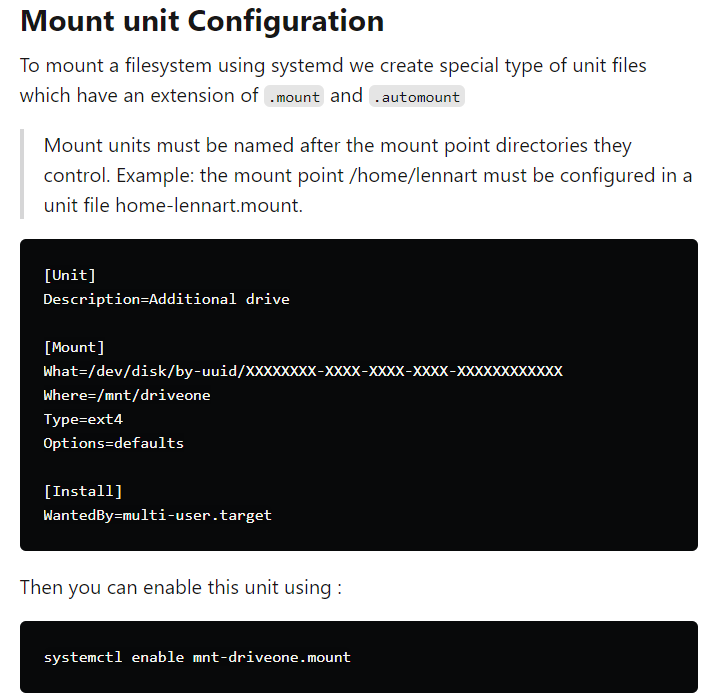 Mount unit Configuration
To mount a filesystem using systemd we create special type of unit files
which have an extension of .mount and .automount
Mount units must be named after the mount point directories they
control. Example: the mount point /home/lennart must be configured in a
unit file home-lennart.mount.
[Unit]
Description=Additional drive
[Mount]
What=/dev/disk/by-uuid/XXXXXXXX-XXXX-XXXX-XXXX-XXXXXXXXXXXX
Where=/mnt/driveone
Type=ext4
Options=defaults
[Install]
WantedBy=multi-user.target
Then you can enable this unit using :
systemctl enable mnt-driveone.mount